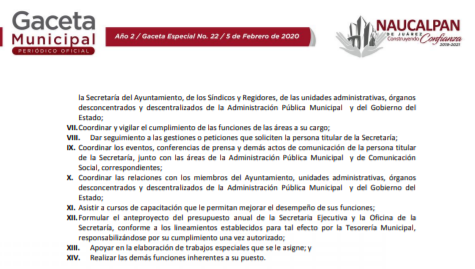 Gaceta
Municipal
PERIÓDICO OFICIAL
Año 2 / Gaceta Especial No. 22 / 5 de Febrero de 2020
NAUCALPAN
DE JUÁREZ
Construyendo Confianza
2019-2021
la Secretaría del Ayuntamiento, de los Síndicos y Regidores, de las unidades administrativas, órganos
desconcentrados y descentralizados de la Administración Pública Municipal y del Gobierno del
Estado;
VII. Coordinar y vigilar el cumplimiento de las funciones de las áreas a su cargo;
VIII. Dar seguimiento a las gestiones o peticiones que soliciten la persona titular de la Secretaría;
IX. Coordinar los eventos, conferencias de prensa y demás actos de comunicación de la persona titular
de la Secretaría, junto con las áreas de la Administración Pública Municipal y de Comunicación
Social, correspondientes;
X. Coordinar las relaciones con los miembros del Ayuntamiento, unidades administrativas, órganos
desconcentrados y descentralizados de la Administración Pública Municipal y del Gobierno del
Estado;
XI. Asistir a cursos de capacitación que le permitan mejorar el desempeño de sus funciones;
XII. Formular el anteproyecto del presupuesto anual de la Secretaria Ejecutiva y la Oficina de la
Secretaría, conforme a los lineamientos establecidos para tal efecto por la Tesorería Municipal,
responsabilizándose por su cumplimiento una vez autorizado;
XIII. Apoyar en la elaboración de trabajos especiales que se le asigne; y
XIV. Realizar las demás funciones inherentes a su puesto.